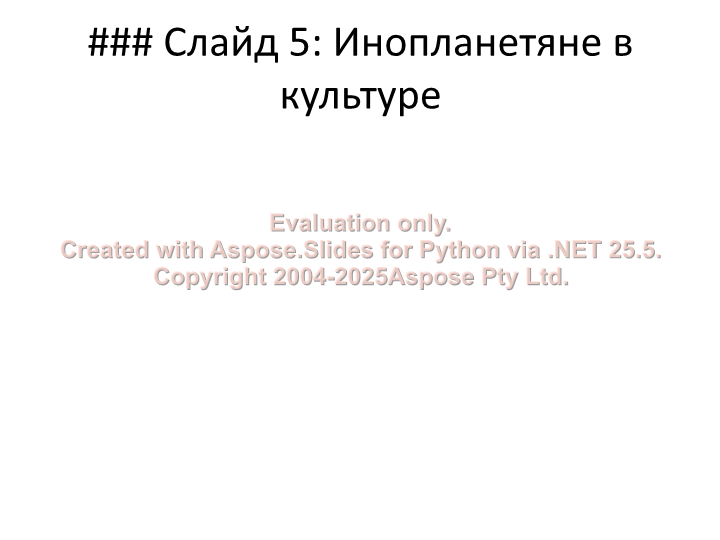 ### Слайд 5: Инопланетяне в
культуре
Evaluation only.
Created with Aspose.Slides for Python via .NET 25.5.
Copyright 2004-2025Aspose Pty Ltd.